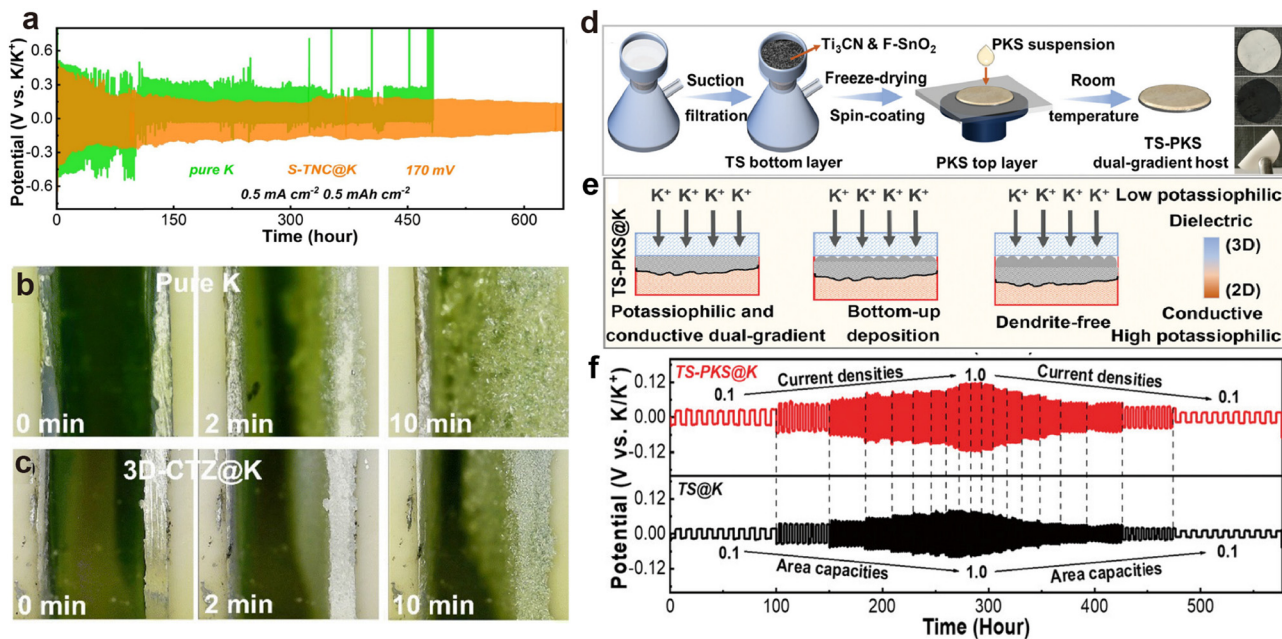 a
Potential (V vs. K/K⁺)
0.6
0.3
0.0
-0.3
-0.6
pure K
S-TNC@K
170 mV
0.5 mA cm⁻² 0.5 mAh cm⁻²
0
150
300
450
600
Time (hour)
b
Pure K
0 min
2 min
10 min
c
3D-CTZ@K
0 min
2 min
10 min
d
Ti₃CN & F-SnO₂
PKS suspension
Suction
filtration
Freeze-drying
Spin-coating
Room
temperature
TS bottom layer
PKS top layer
TS-PKS
dual-gradient host
e
TS-PKS@K
K⁺ K⁺ K⁺ K⁺
K⁺ K⁺ K⁺ K⁺
K⁺ K⁺ K⁺ K⁺
Low potassiophilic
Dielectric
(3D)
(2D)
Conductive
High potassiophilic
Potassiophilic and
conductive dual-gradient
Bottom-up
deposition
Dendrite-free
f
Potential (V vs. K/K⁺)
TS-PKS@K
0.12
0.00
-0.12
0.1
Current densities
1.0
Current densities
0.1
TS@K
0.12
0.00
-0.12
0.1
Area capacities
1.0
Area capacities
0.1
0
100
200
300
400
500
Time (Hour)